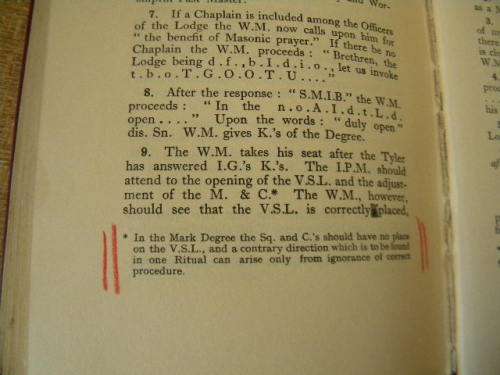 Past Master.
7. If a Chaplain is included among the Officers
of the Lodge the W.M. now calls upon him for
" the benefit of Masonic prayer." If there be no
Chaplain the W.M. proceeds : " Brethren, the
Lodge being d.f., b.I.d.i.o., let us invoke
t.b.o.T.G.O.O.T.U...."
8. After the response : " S.M.I.B." the W.M.
proceeds : " In the n.o.A.I.d.t.L.d.
open...." Upon the words : " duly open "
dis. Sn. W.M. gives K.'s of the Degree.
9. The W.M. takes his seat after the Tyler
has answered I.G.'s K.'s. The I.P.M. should
attend to the opening of the V.S.L. and the adjust-
ment of the M. & C.* The W.M., however,
should see that the V.S.L. is correctly placed,
* In the Mark Degree the Sq. and C.'s should have no place
on the V.S.L., and a contrary direction which is to be found
in one Ritual can arise only from ignorance of correct
procedure.